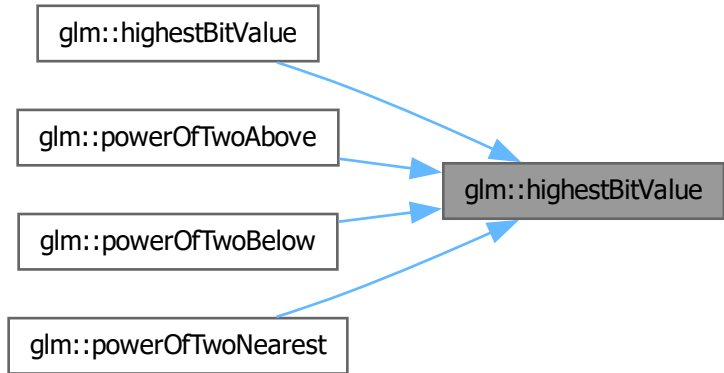 glm::highestBitValue
glm::powerOfTwoAbove
glm::highestBitValue
glm::powerOfTwoBelow
glm::powerOfTwoNearest